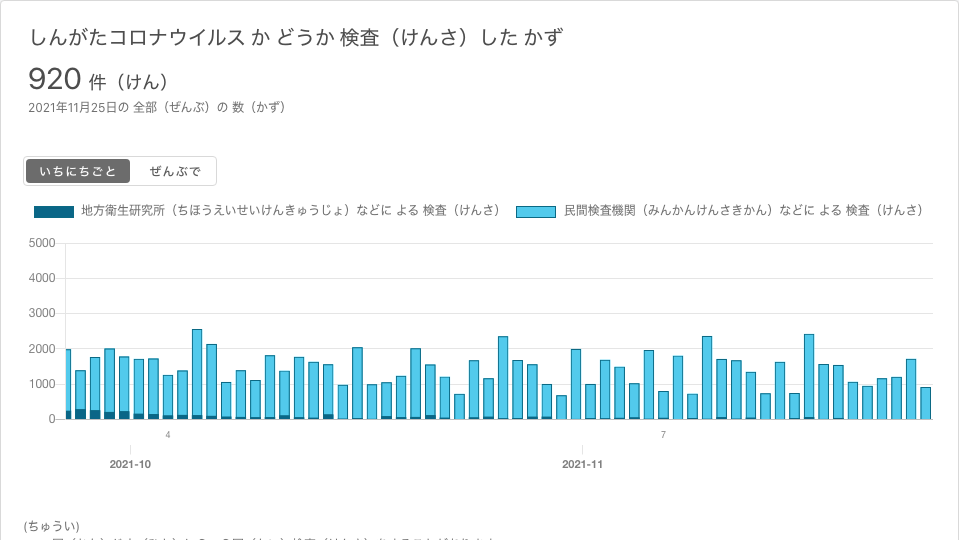 しんがたコロナウイルス か どうか 検査（けんさ）した かず
920 件（けん）
2021年11月25日の 全部（ぜんぶ）の 数（かず）
いちにちごと ぜんぶで
地方衛生研究所（ちほうえいせいけんきゅうじょ）などに よる 検査（けんさ） 民間検査機関（みんかんけんさきかん）などに よる 検査（けんさ）
5000
4000
3000
2000
1000
0
4 7
2021-10 2021-11
(ちゅうい)